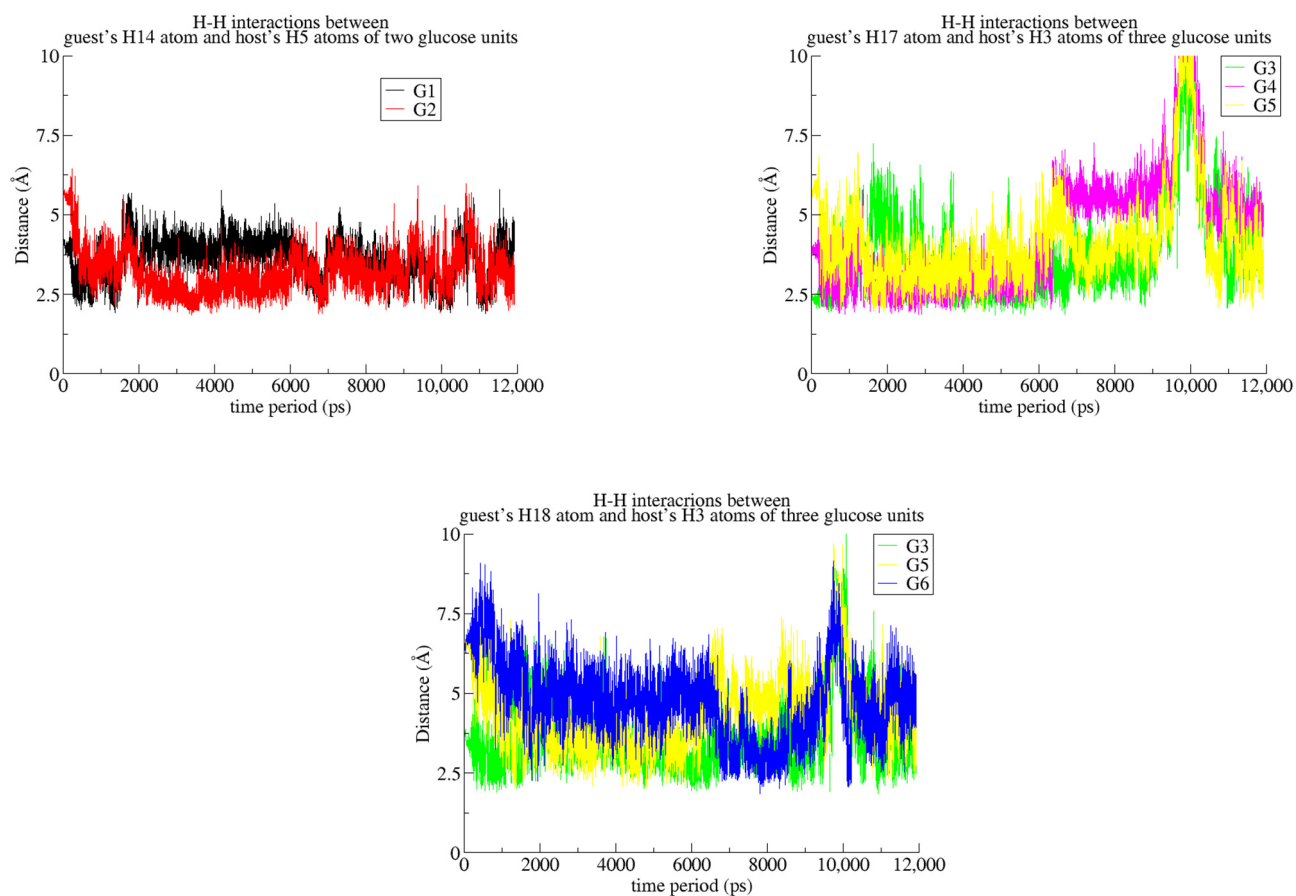 H-H interactions between
guest's H14 atom and host's H5 atoms of two glucose units
10
7.5
5
2.5
0
Distance (Å)
G1
G2
0 2000 4000 6000 8000 10,000 12,000
time period (ps)
H-H interactions between
guest's H17 atom and host's H3 atoms of three glucose units
10
7.5
5
2.5
0
Distance (Å)
G3
G4
G5
0 2000 4000 6000 8000 10,000 12,000
time period (ps)
H-H interacrions between
guest's H18 atom and host's H3 atoms of three glucose units
10
7.5
5
2.5
0
Distance (Å)
G3
G5
G6
0 2000 4000 6000 8000 10,000 12,000
time period (ps)